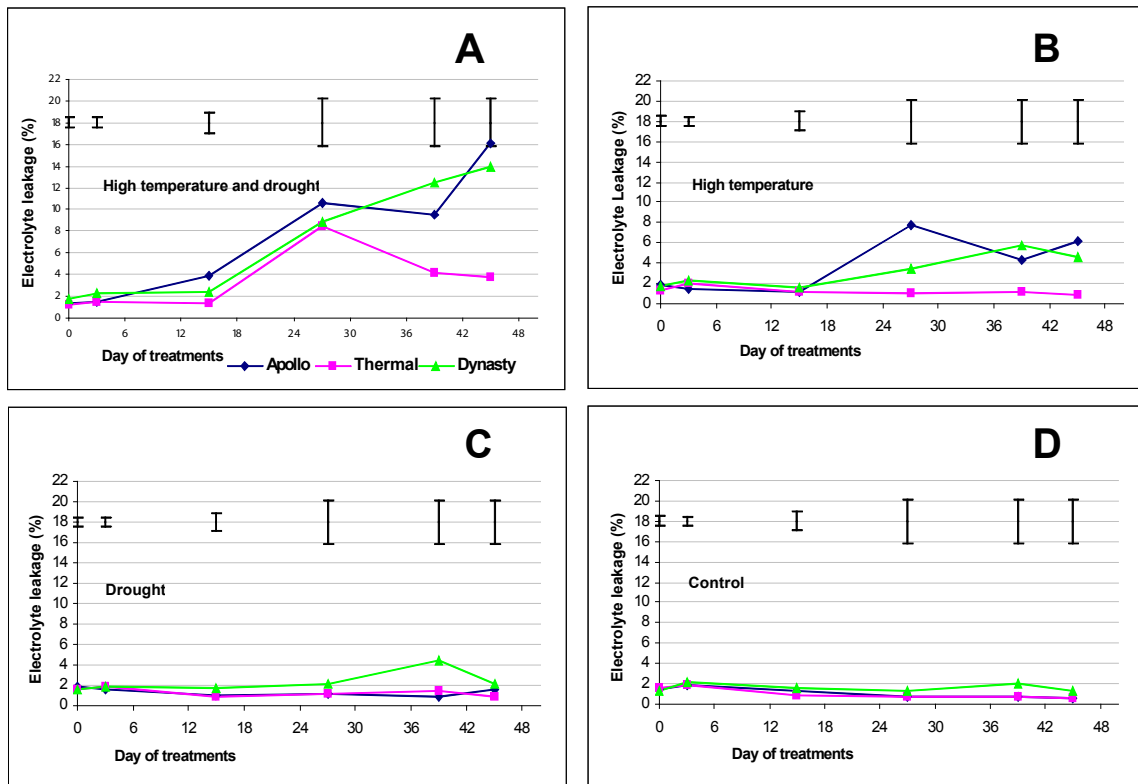 A
Electrolyte leakage (%)
22
20
18
16
14
12
10
8
6
4
2
0
High temperature and drought
0 6 12 18 24 30 36 42 48
Day of treatments
Apollo Thermal Dynasty
B
Electrolyte Leakage (%)
22
20
18
16
14
12
10
8
6
4
2
0
High temperature
0 6 12 18 24 30 36 42 48
Day of treatments
C
Electrolyte leakage (%)
22
20
18
16
14
12
10
8
6
4
2
0
Drought
0 6 12 18 24 30 36 42 48
Day of treatments
D
Electrolyte leakage (%)
22
20
18
16
14
12
10
8
6
4
2
0
Control
0 6 12 18 24 30 36 42 48
Day of treatments